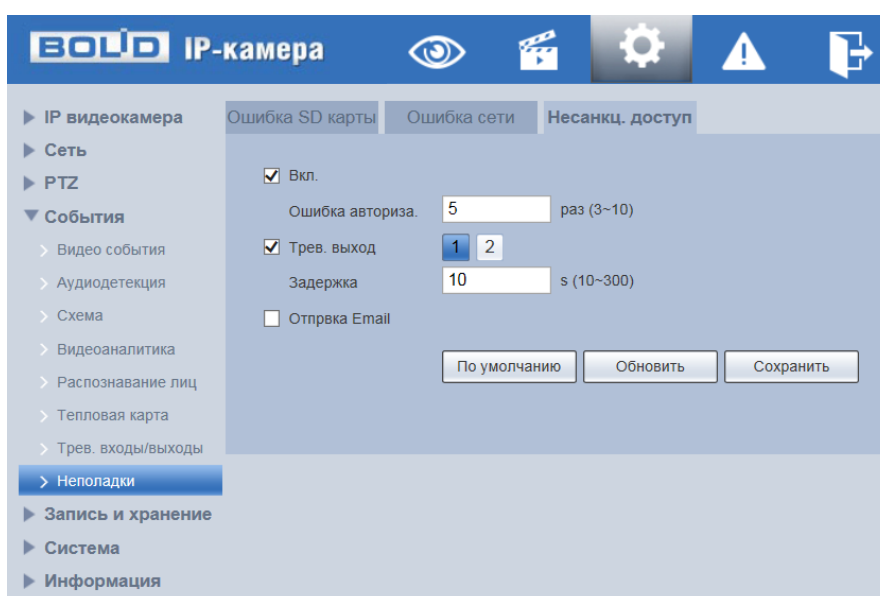 BOLID IP-камера
IP видеокамера
Сеть
PTZ
События
Видео события
Аудиодетекция
Схема
Видеоаналитика
Распознавание лиц
Тепловая карта
Трев. входы/выходы
Неполадки
Запись и хранение
Система
Информация
Ошибка SD карты Ошибка сети Несанкц. доступ
Вкл.
Ошибка авториза. 5 раз (3~10)
Трев. выход 1 2
Задержка 10 s (10~300)
Отпрвка Email
По умолчанию Обновить Сохранить